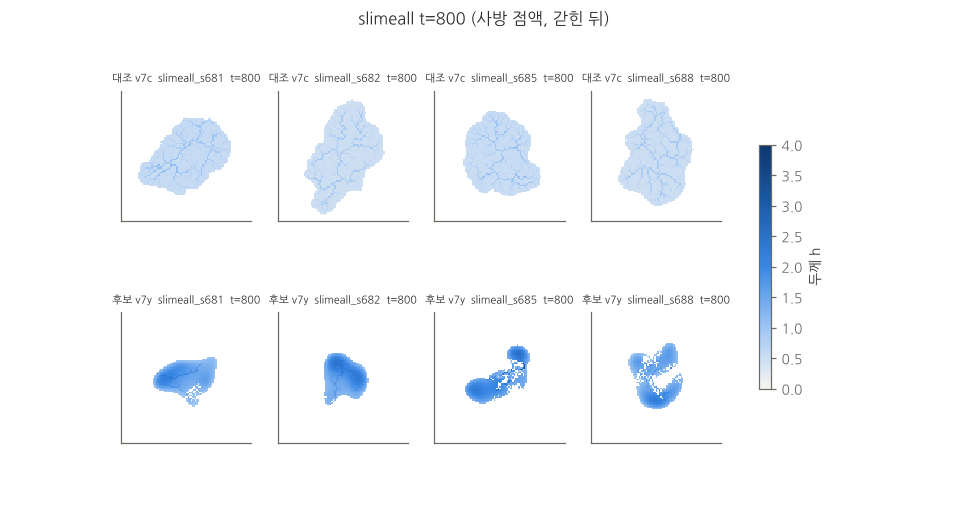 slimeall t=800 (사방 점액, 갇힌 뒤)
대조 v7c slimeall_s681 t=800
대조 v7c slimeall_s682 t=800
대조 v7c slimeall_s685 t=800
대조 v7c slimeall_s688 t=800
후보 v7y slimeall_s681 t=800
후보 v7y slimeall_s682 t=800
후보 v7y slimeall_s685 t=800
후보 v7y slimeall_s688 t=800
4.0
3.5
3.0
2.5
2.0
1.5
1.0
0.5
0.0
두께 h